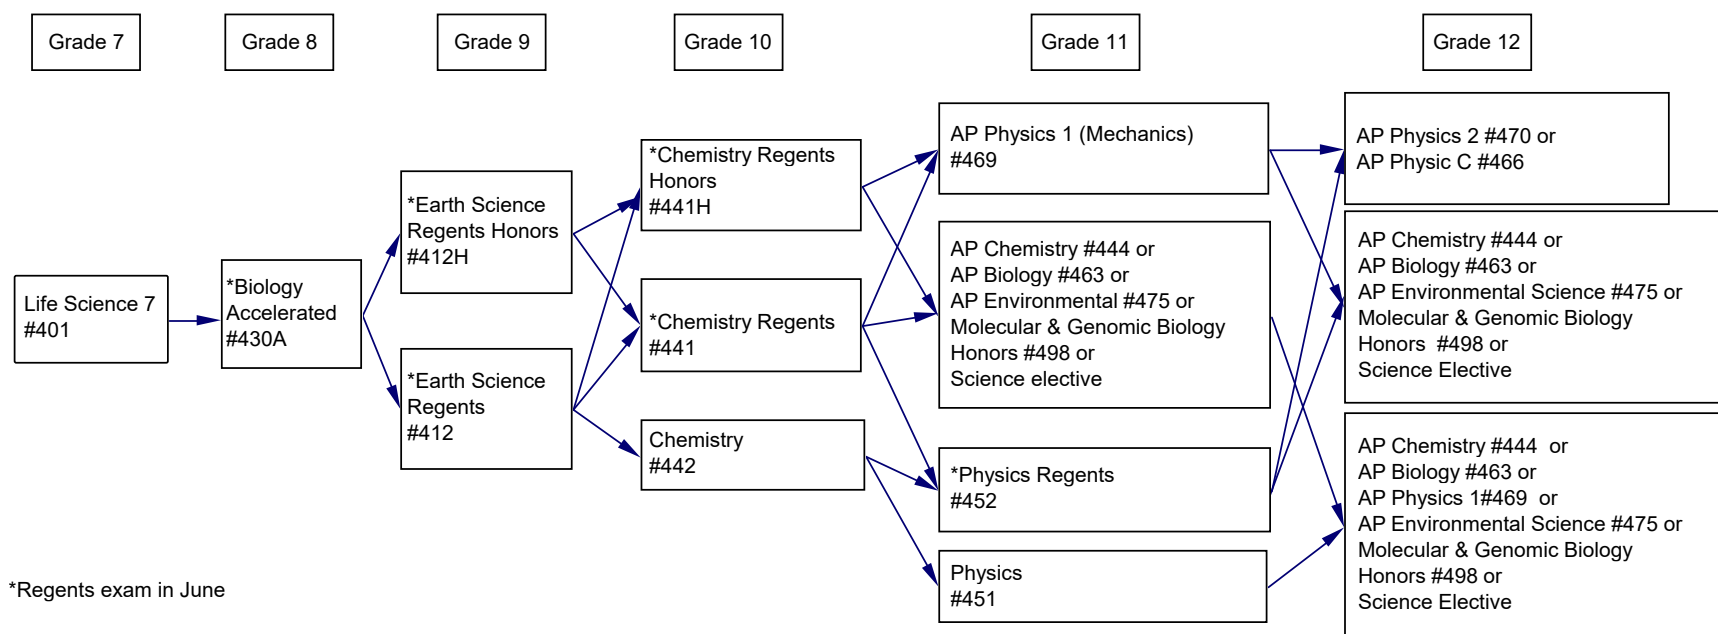 Grade 7
Grade 8
Grade 9
Grade 10
Grade 11
Grade 12
Life Science 7
#401
*Biology
Accelerated
#430A
*Earth Science
Regents Honors
#412H
*Earth Science
Regents
#412
*Chemistry Regents
Honors
#441H
*Chemistry Regents
#441
Chemistry
#442
AP Physics 1 (Mechanics)
#469
AP Chemistry #444 or
AP Biology #463 or
AP Environmental #475 or
Molecular & Genomic Biology
Honors #498 or
Science elective
*Physics Regents
#452
Physics
#451
AP Physics 2 #470 or
AP Physic C #466
AP Chemistry #444 or
AP Biology #463 or
AP Environmental Science #475 or
Molecular & Genomic Biology
Honors  #498 or
Science Elective
AP Chemistry #444  or
AP Biology #463 or
AP Physics 1#469  or
AP Environmental Science #475 or
Molecular & Genomic Biology
Honors #498 or
Science Elective
*Regents exam in June